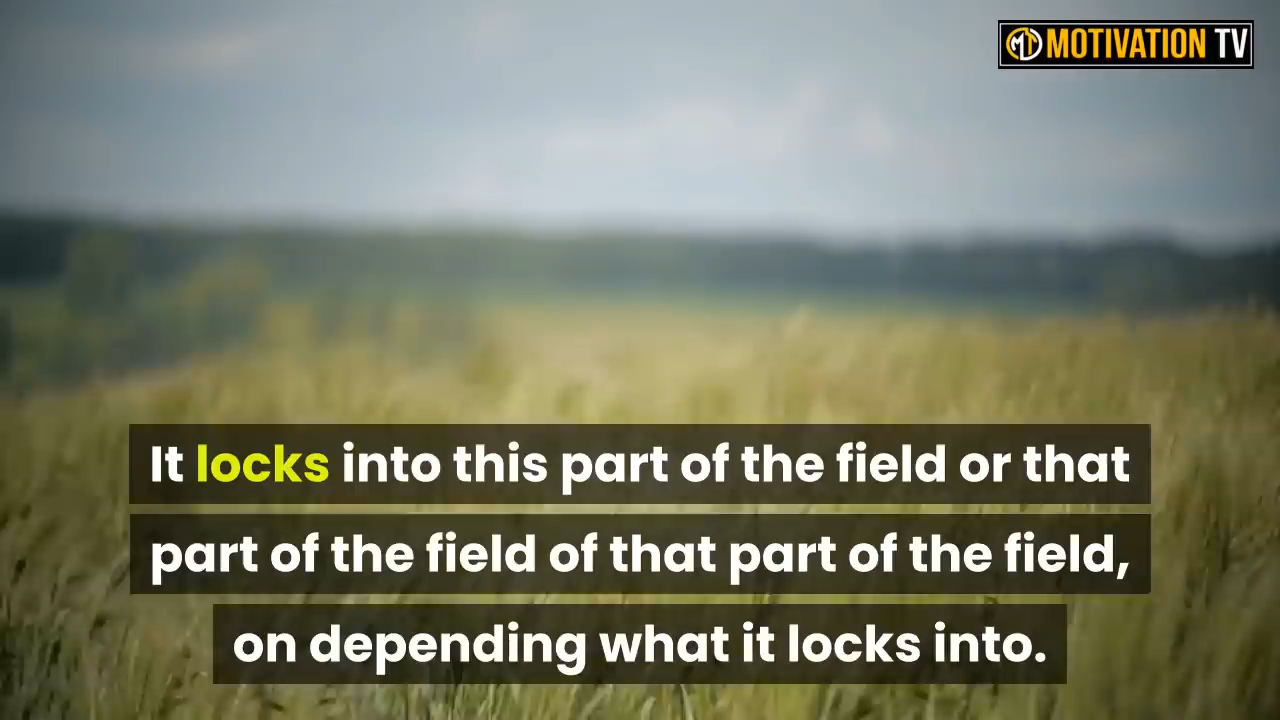 MT MOTIVATION TV
It locks into this part of the field or that
part of the field of that part of the field,
on depending what it locks into.